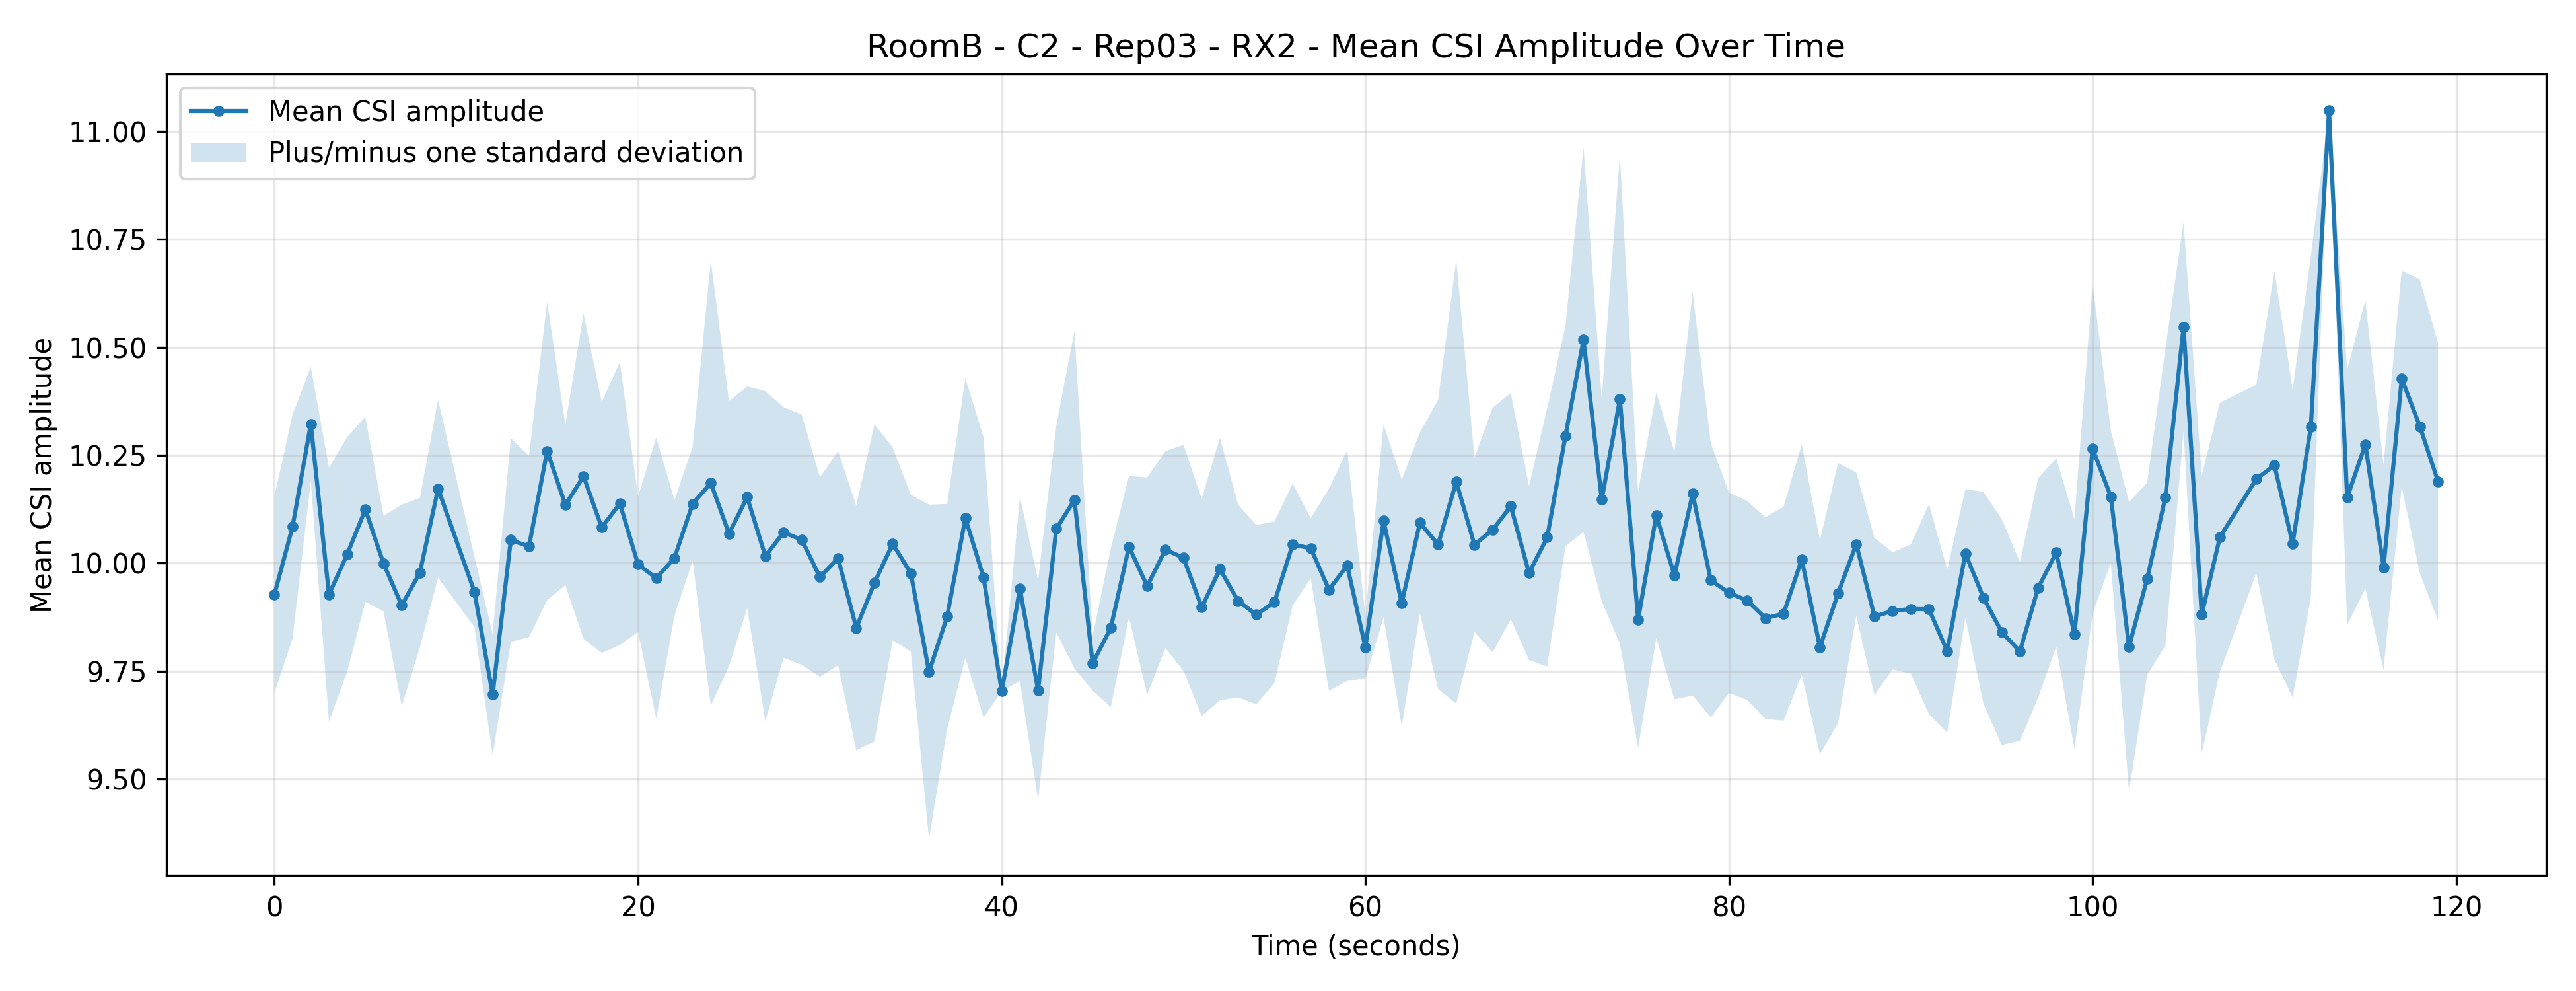 RoomB - C2 - Rep03 - RX2 - Mean CSI Amplitude Over Time
Mean CSI amplitude
Plus/minus one standard deviation
Mean CSI amplitude
11.00
10.75
10.50
10.25
10.00
9.75
9.50
0 20 40 60 80 100 120
Time (seconds)